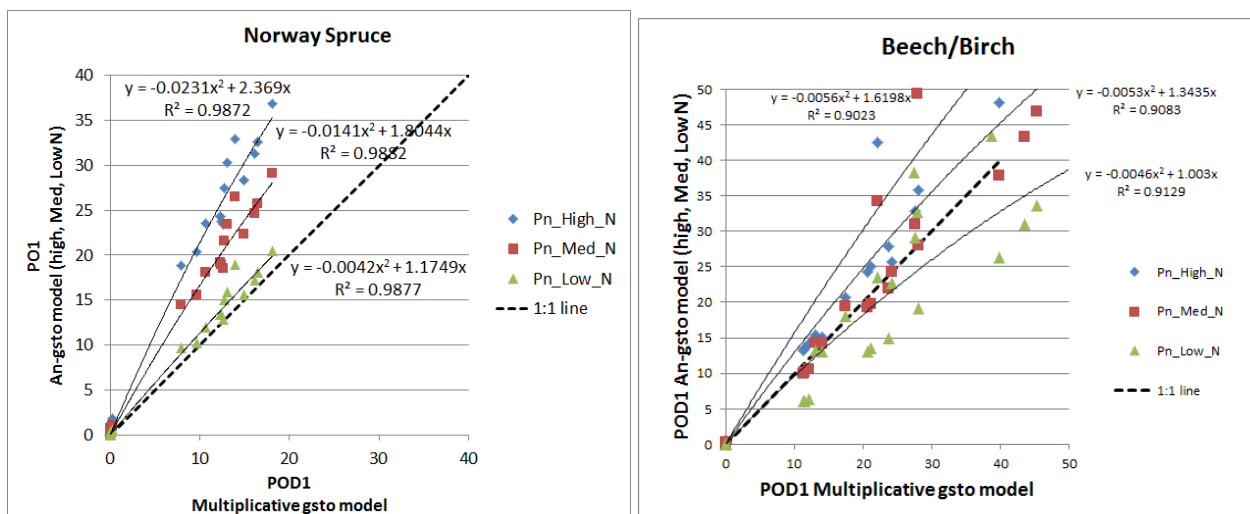 Norway Spruce
40
35
30
25
20
15
10
5
0
PO1
An-gsto model (high, Med, Low N)
y = -0.0231x² + 2.369x
R² = 0.9872
y = -0.0141x² + 1.8044x
R² = 0.9882
y = -0.0042x² + 1.1749x
R² = 0.9877
Pn_High_N
Pn_Med_N
Pn_Low_N
1:1 line
0 10 20 30 40
POD1
Multiplicative gsto model
Beech/Birch
50
45
40
35
30
25
20
15
10
5
0
POD1 An-gsto model (high, Med, Low N)
y = -0.0056x² + 1.6198x
R² = 0.9023
y = -0.0053x² + 1.3435x
R² = 0.9083
y = -0.0046x² + 1.003x
R² = 0.9129
Pn_High_N
Pn_Med_N
Pn_Low_N
1:1 line
0 10 20 30 40 50
POD1 Multiplicative gsto model